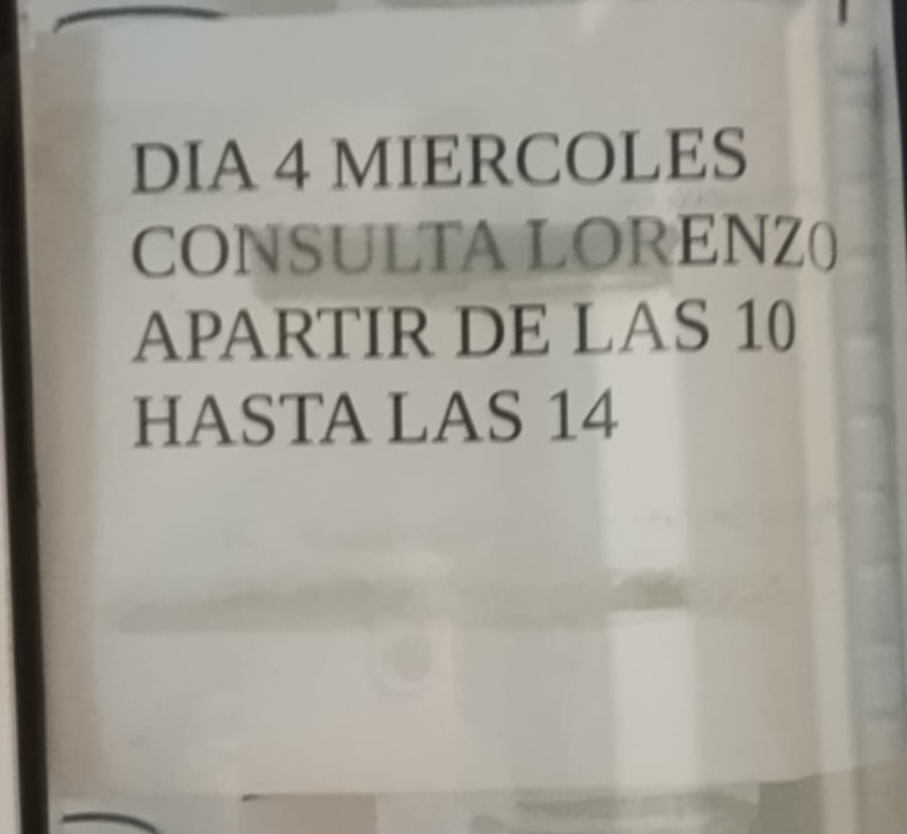 DIA 4 MIERCOLES
CONSULTA LORENZO
APARTIR DE LAS 10
HASTA LAS 14